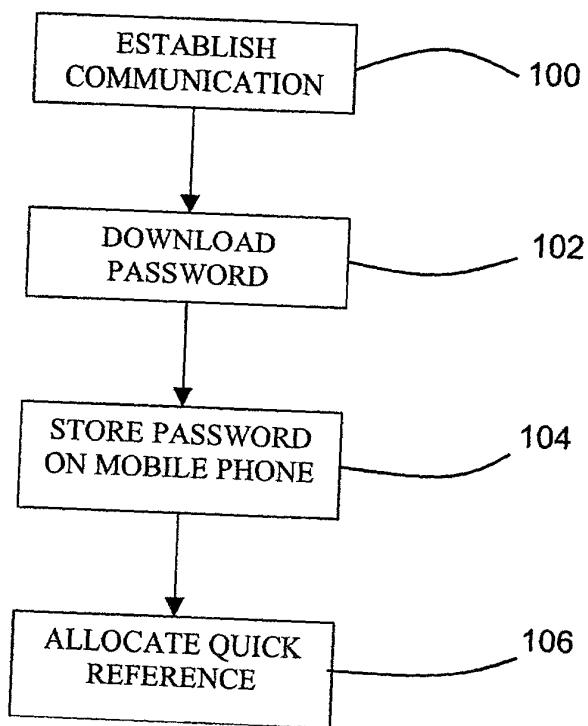 ESTABLISH
COMMUNICATION
100
DOWNLOAD
PASSWORD
102
STORE PASSWORD
ON MOBILE PHONE
104
ALLOCATE QUICK
REFERENCE
106